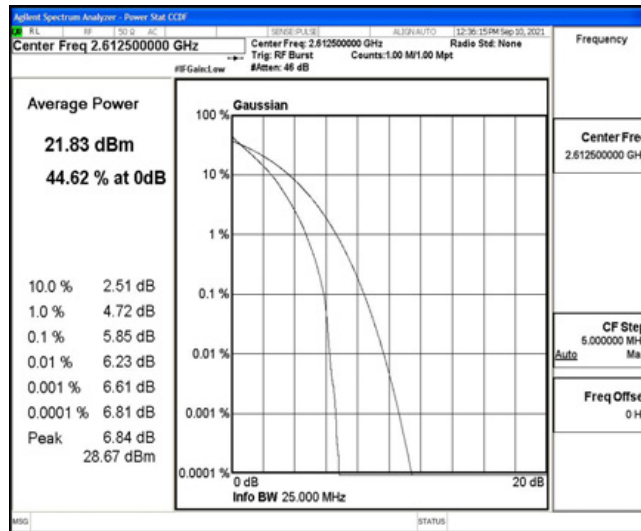 Agilent Spectrum Analyzer - Power Stat CCDF
RL RF 50 Ω AC SENSE:PULSE ALIGNAUTO 12:36:15 PM Sep 10, 2021
Center Freq 2.612500000 GHz
Center Freq: 2.612500000 GHz Radio Std: None
Trig: RF Burst Counts:1.00 M/1.00 Mpt
#IFGain:Low #Atten: 46 dB
Frequency
Average Power
21.83 dBm
44.62 % at 0dB
10.0 % 2.51 dB
1.0 % 4.72 dB
0.1 % 5.85 dB
0.01 % 6.23 dB
0.001 % 6.61 dB
0.0001 % 6.81 dB
Peak 6.84 dB
28.67 dBm
Gaussian
100 %
10 %
1 %
0.1 %
0.01 %
0.001 %
0.0001 %
0 dB 20 dB
Info BW 25.000 MHz
Center Fre
2.612500000 GH
CF Ste
5.000000 MH
Auto Ma
Freq Offse
0 H
MSG STATUS